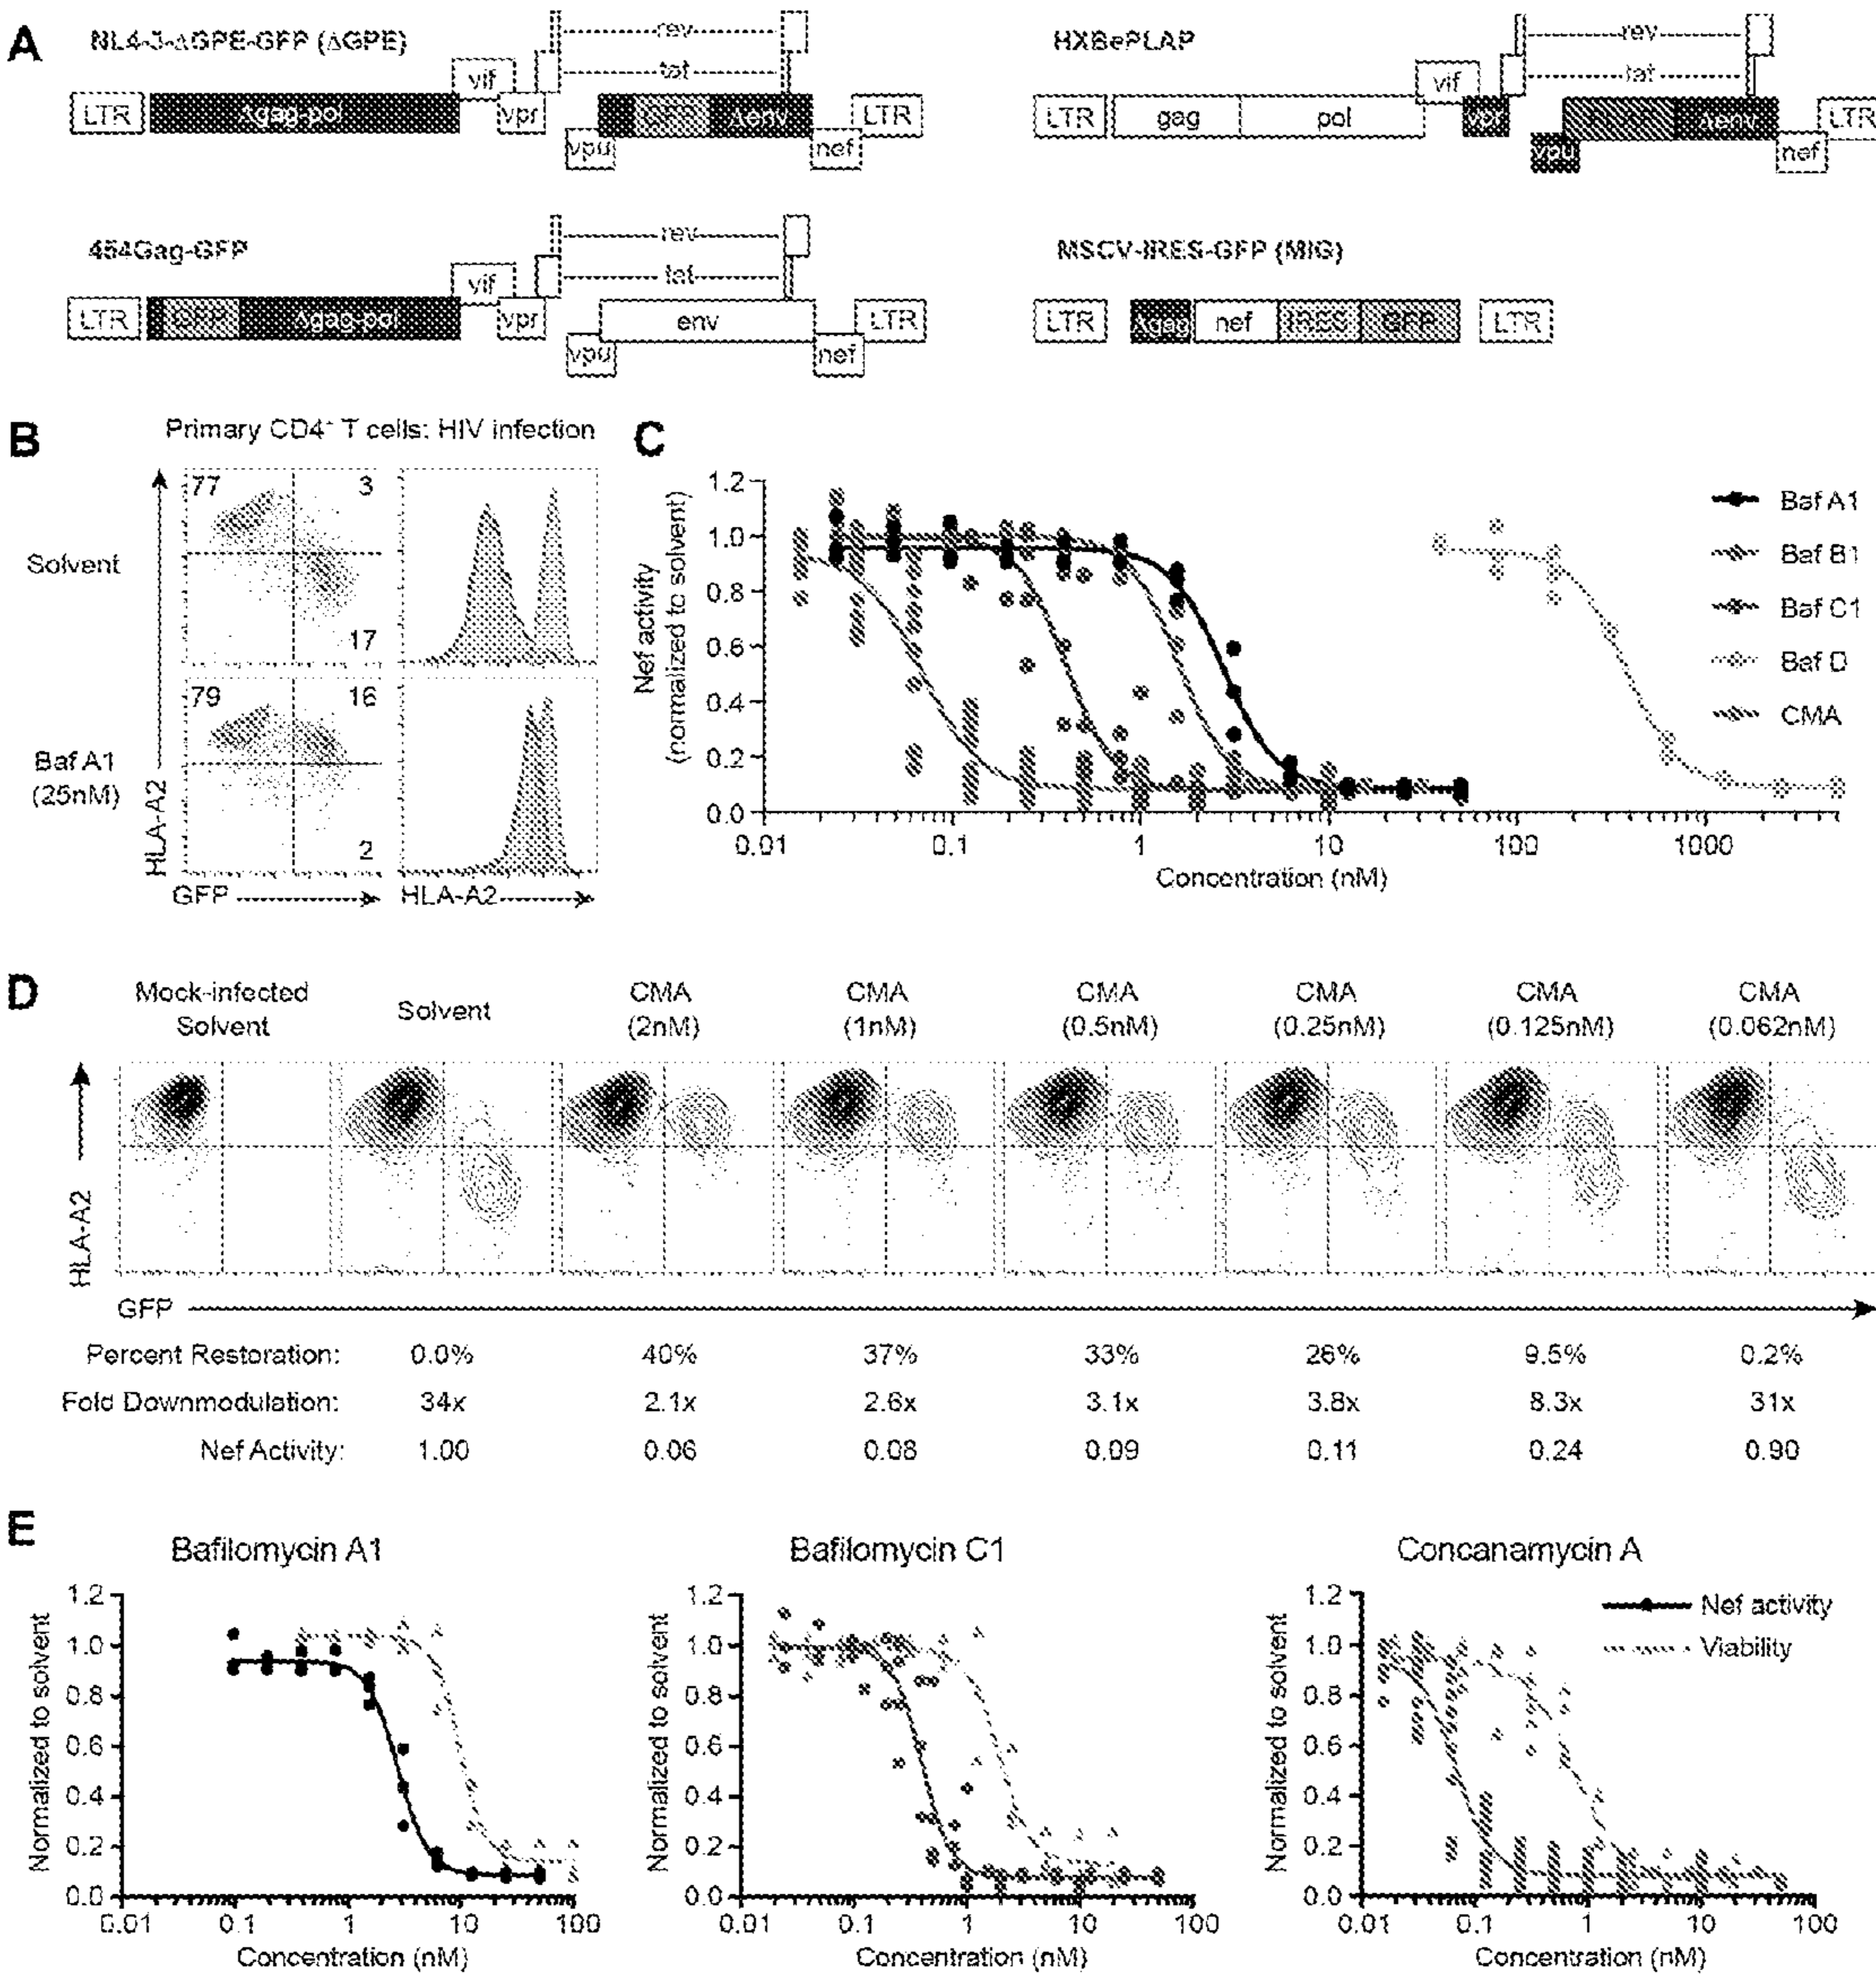 A
NL4-3-ΔGPE-GFP (ΔGPE)
LTR
Δgag-pol
vif
vpr
rev
tat
vpu
GFP
Δenv
nef
LTR
HXBePLAP
LTR
gag
pol
vif
vpr
rev
tat
vpu
PLAP
Δenv
nef
LTR
454Gag-GFP
LTR
GFP
Δgag-pol
vif
vpr
rev
tat
vpu
env
nef
LTR
MSCV-IRES-GFP (MIG)
LTR
Δgag
nef
IRES
GFP
LTR
B
Primary CD4+ T cells: HIV infection
Solvent
77
3
17
Baf A1
(25nM)
79
16
2
HLA-A2
GFP
HLA-A2
C
Nef activity
(normalized to solvent)
1.2
1.0
0.8
0.6
0.4
0.2
0.0
0.01
0.1
1
10
100
1000
Concentration (nM)
Baf A1
Baf B1
Baf C1
Baf D
CMA
D
Mock-infected
Solvent
Solvent
CMA
(2nM)
CMA
(1nM)
CMA
(0.5nM)
CMA
(0.25nM)
CMA
(0.125nM)
CMA
(0.062nM)
HLA-A2
GFP
Percent Restoration: 0.0% 40% 37% 33% 26% 9.5% 0.2%
Fold Downmodulation: 34x 2.1x 2.6x 3.1x 3.8x 8.3x 31x
Nef Activity: 1.00 0.06 0.08 0.09 0.11 0.24 0.90
E
Bafilomycin A1
Normalized to solvent
1.2
1.0
0.8
0.6
0.4
0.2
0.0
0.01
0.1
1
10
100
Concentration (nM)
Bafilomycin C1
Normalized to solvent
1.2
1.0
0.8
0.6
0.4
0.2
0.0
0.01
0.1
1
10
100
Concentration (nM)
Concanamycin A
Normalized to solvent
1.2
1.0
0.8
0.6
0.4
0.2
0.0
0.01
0.1
1
10
100
Concentration (nM)
Nef activity
Viability